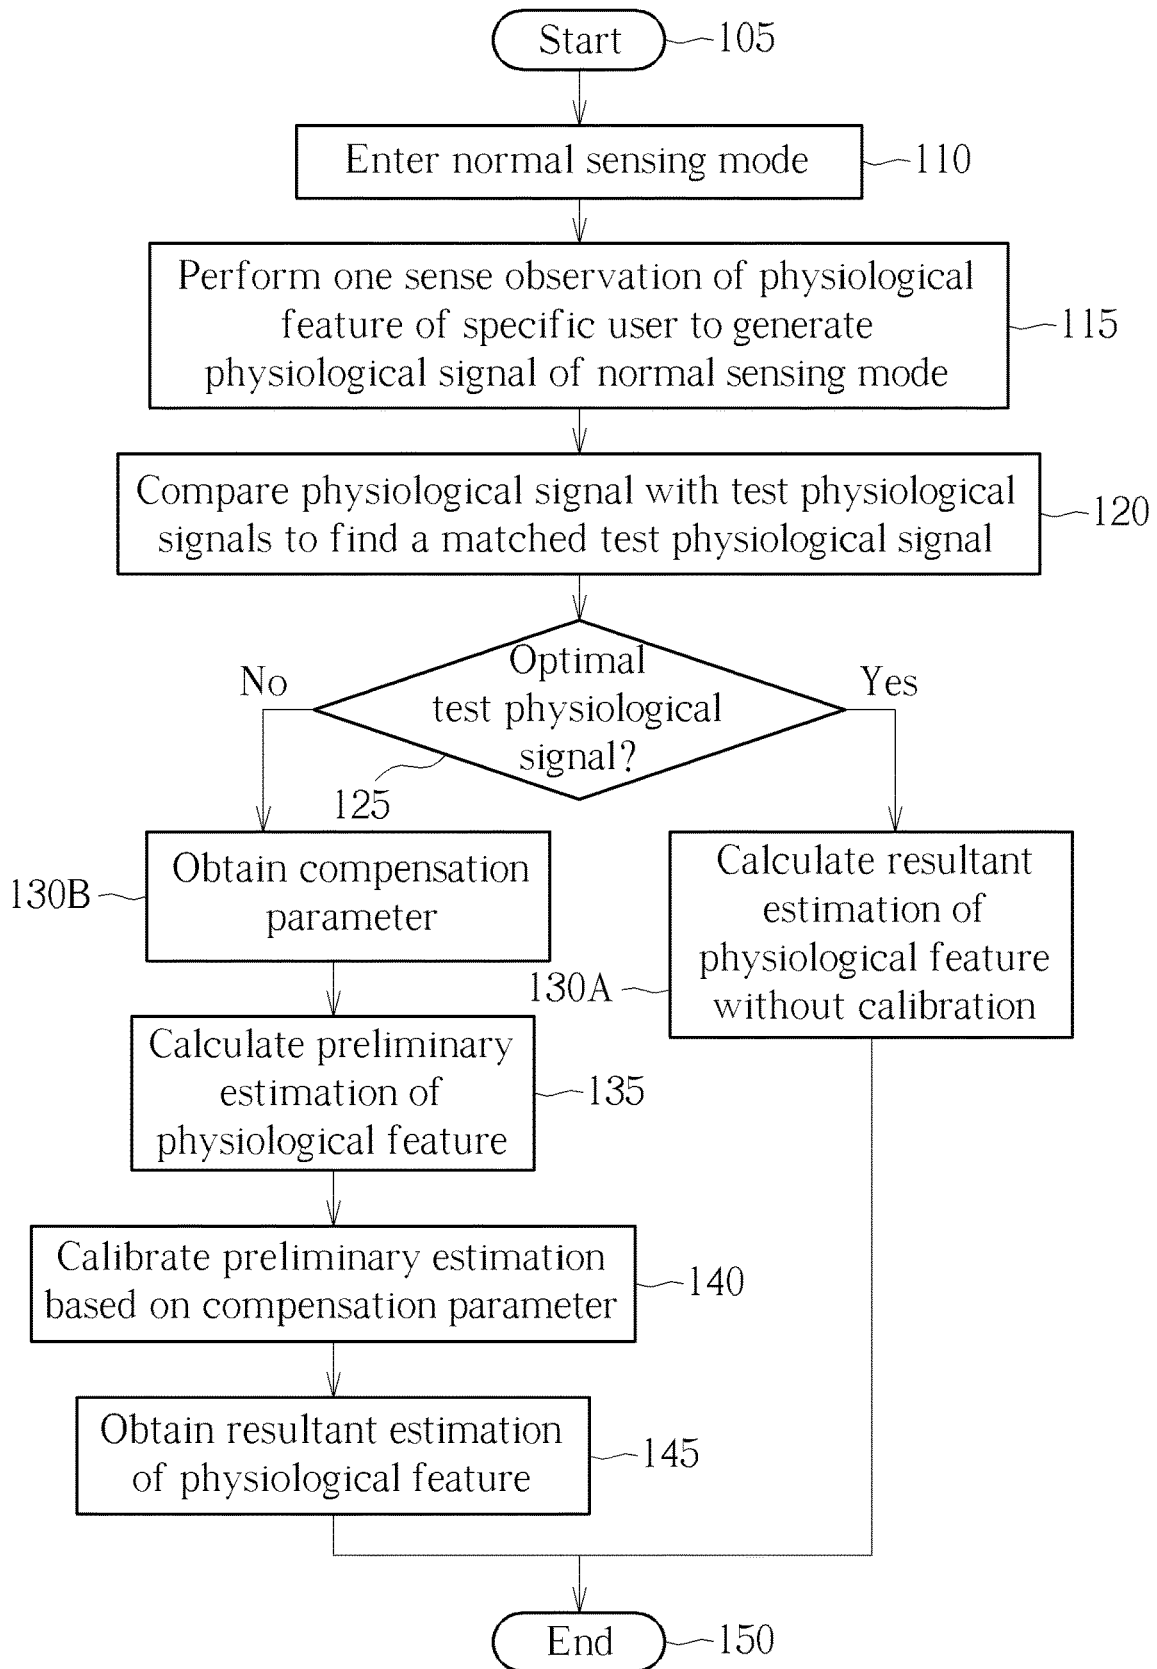 Start
105
Enter normal sensing mode
110
Perform one sense observation of physiological
feature of specific user to generate
physiological signal of normal sensing mode
115
Compare physiological signal with test physiological
signals to find a matched test physiological signal
120
Optimal
test physiological
signal?
No
Yes
125
Obtain compensation
parameter
130B
Calculate resultant
estimation of
physiological feature
without calibration
130A
Calculate preliminary
estimation of
physiological feature
135
Calibrate preliminary estimation
based on compensation parameter
140
Obtain resultant estimation
of physiological feature
145
End
150